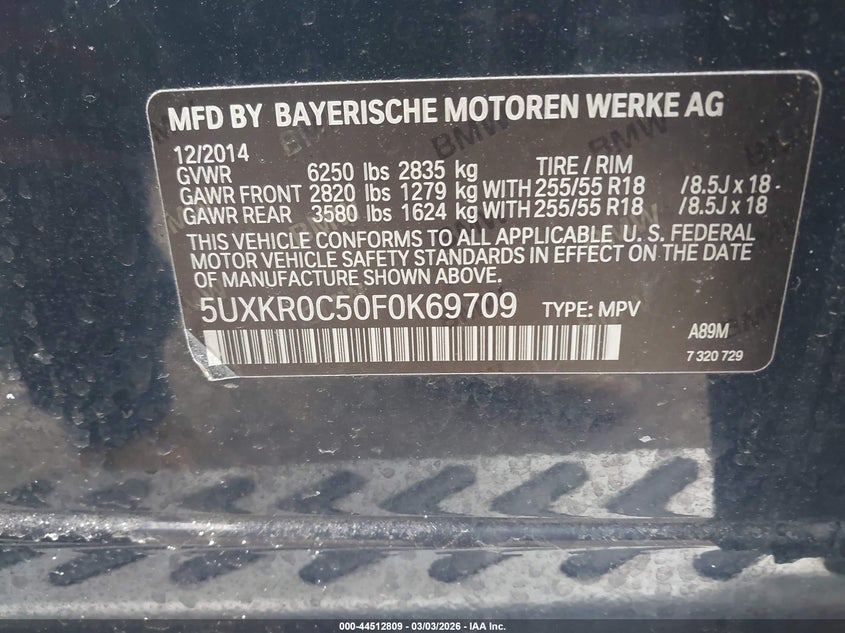 MFD BY BAYERISCHE MOTOREN WERKE AG
12/2014
GVWR 6250 lbs 2835 kg TIRE / RIM
GAWR FRONT 2820 lbs 1279 kg WITH 255/55 R18 /8.5J x 18
GAWR REAR 3580 lbs 1624 kg WITH 255/55 R18 /8.5J x 18
THIS VEHICLE CONFORMS TO ALL APPLICABLE U. S. FEDERAL
MOTOR VEHICLE SAFETY STANDARDS IN EFFECT ON THE DATE
OF MANUFACTURE SHOWN ABOVE.
5UXKR0C50F0K69709 TYPE: MPV
A89M
7 320 729
000-44512809 - 03/03/2026 - IAA Inc.